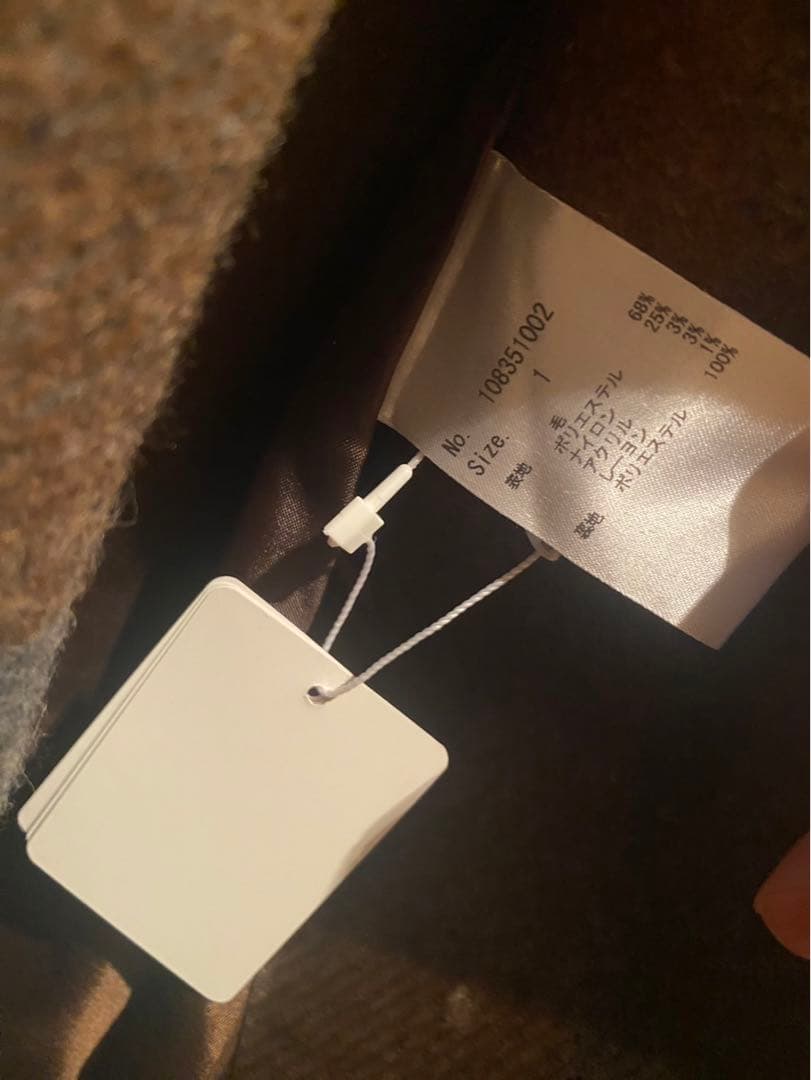 No. 108351002
Size. 1
表地 毛 68%
ポリエステル 25%
ナイロン 3%
アクリル 3%
レーヨン 1%
裏地 ポリエステル 100%